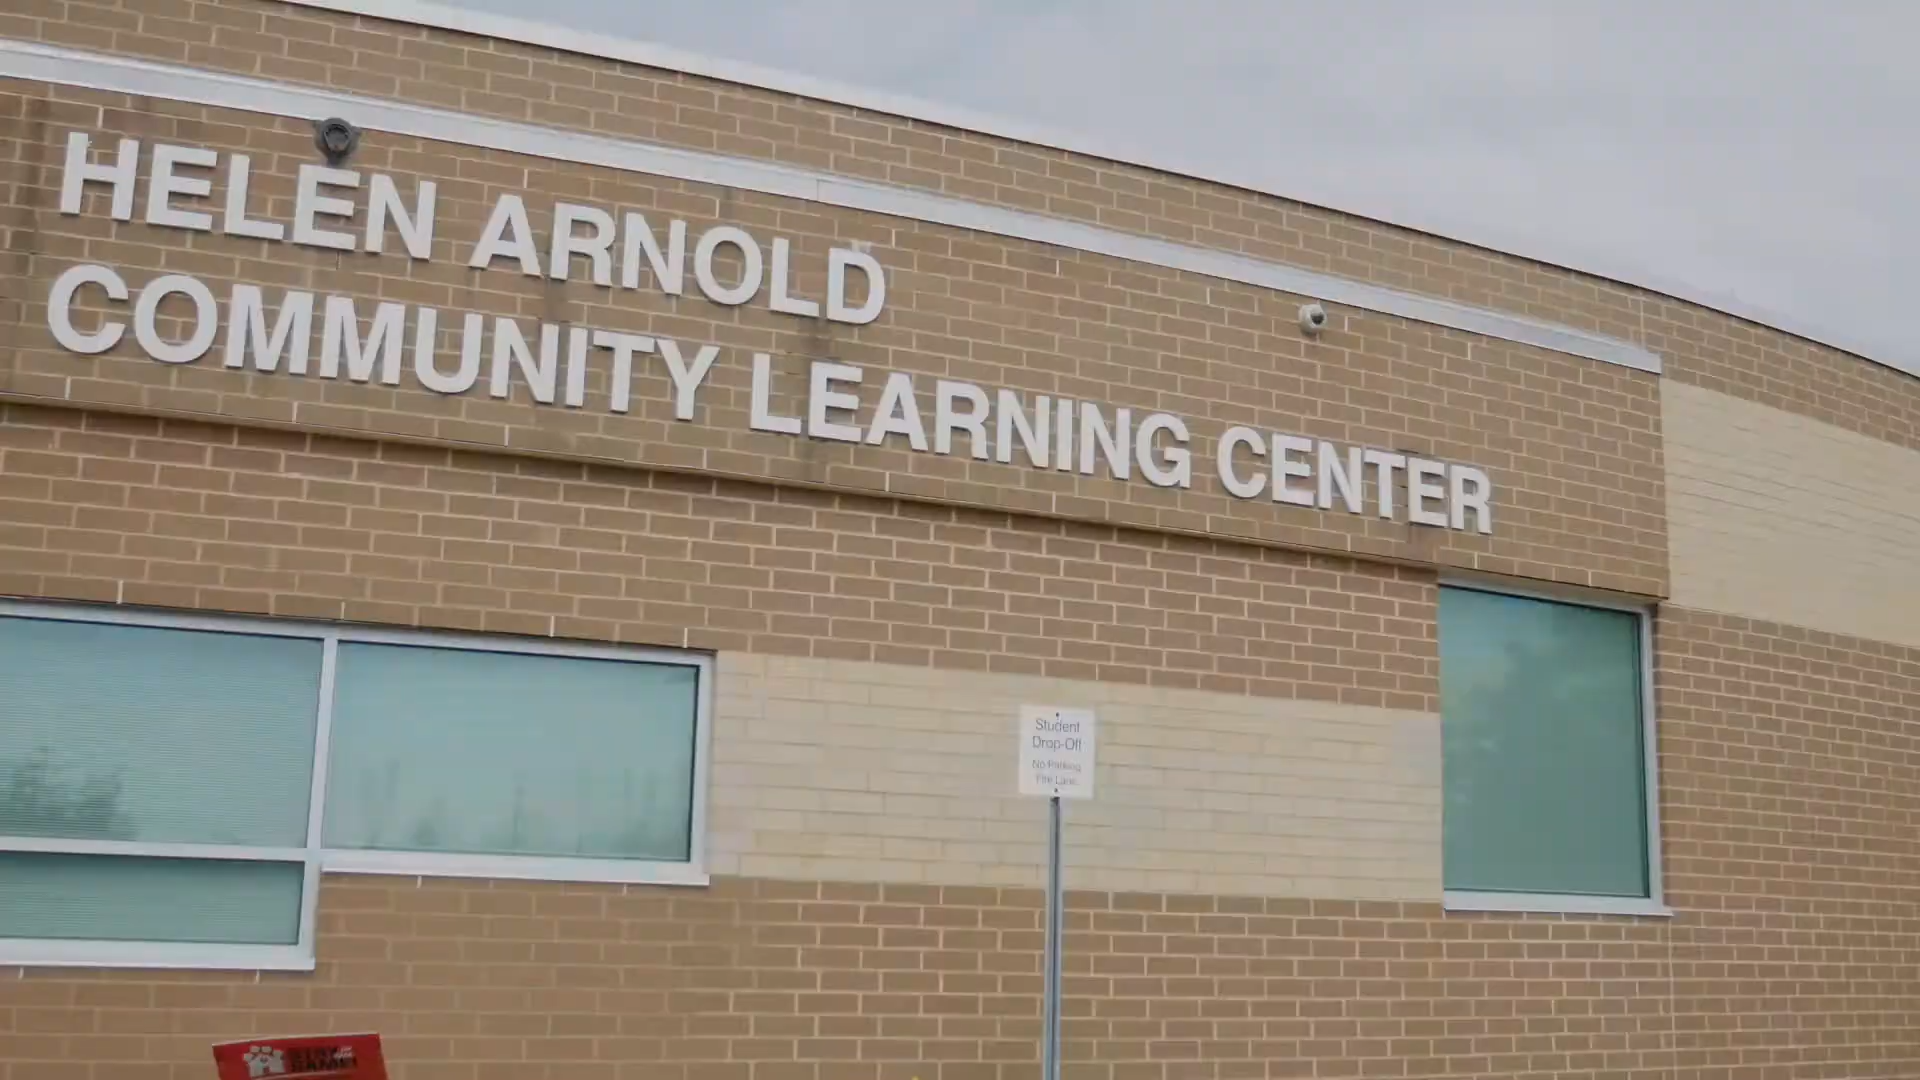 HELEN ARNOLD
COMMUNITY LEARNING CENTER
Student
Drop-Off
No Parking
Fire Lane